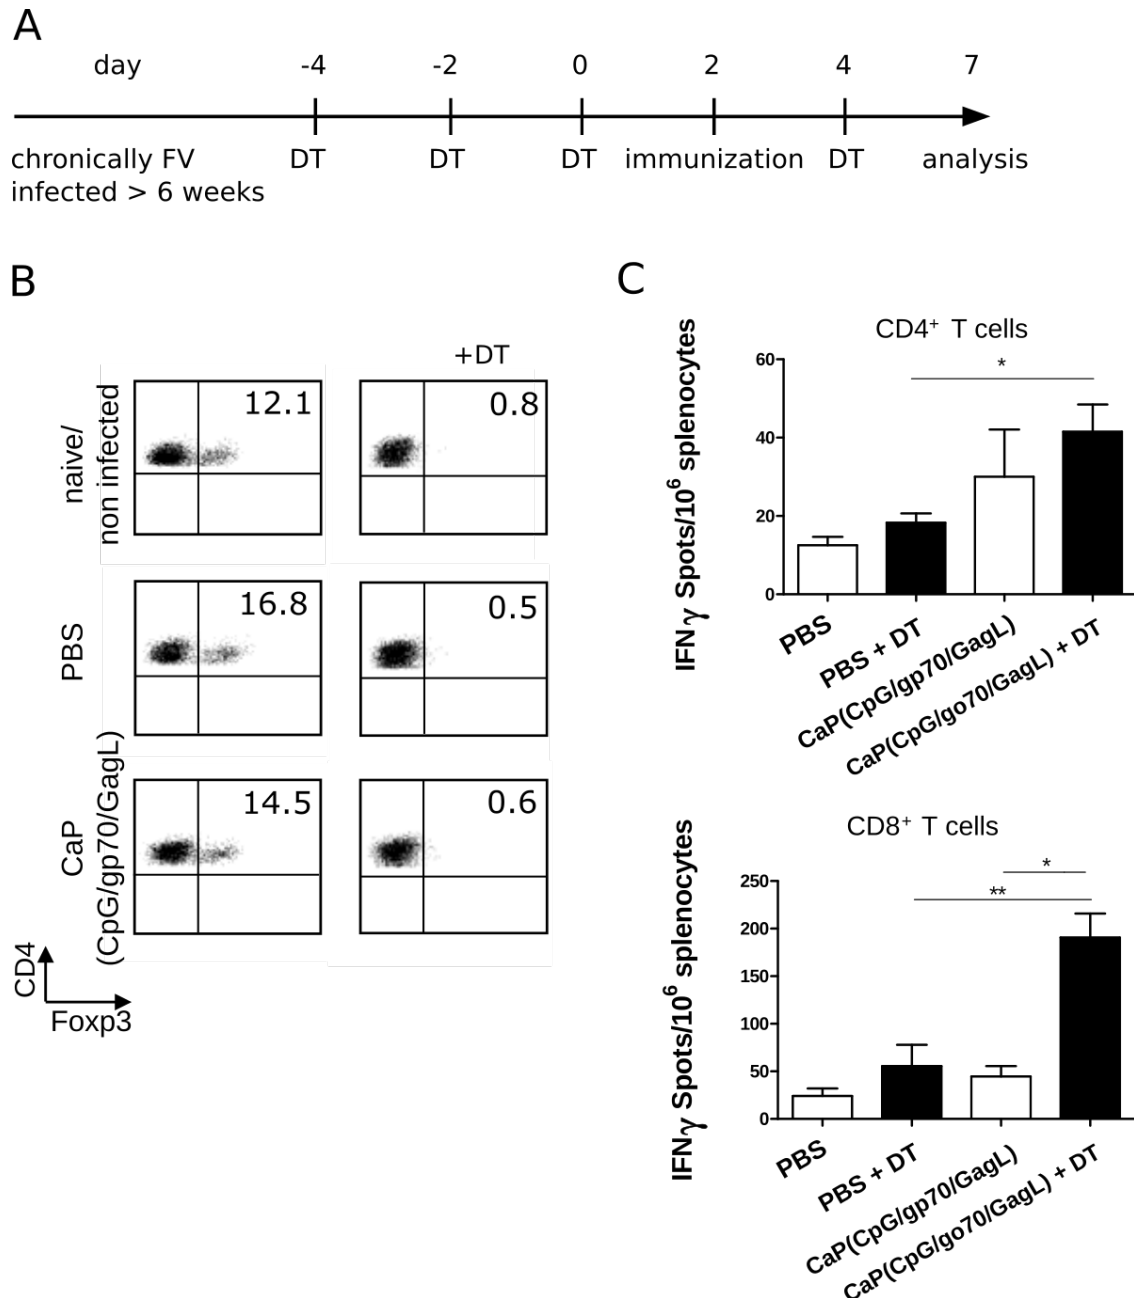 A
day -4 -2 0 2 4 7
chronically FV
infected > 6 weeks
DT DT DT immunization DT analysis
B
+DT
naive/
non infected
12.1 0.8
PBS
16.8 0.5
CaP
(CpG/gp70/GagL)
14.5 0.6
CD4
Foxp3
C
CD4+ T cells
IFNγ Spots/10^6 splenocytes
60
40
20
0
*
PBS
PBS + DT
CaP(CpG/gp70/GagL)
CaP(CpG/go70/GagL) + DT
CD8+ T cells
IFNγ Spots/10^6 splenocytes
250
200
150
100
50
0
*
**
PBS
PBS + DT
CaP(CpG/gp70/GagL)
CaP(CpG/go70/GagL) + DT